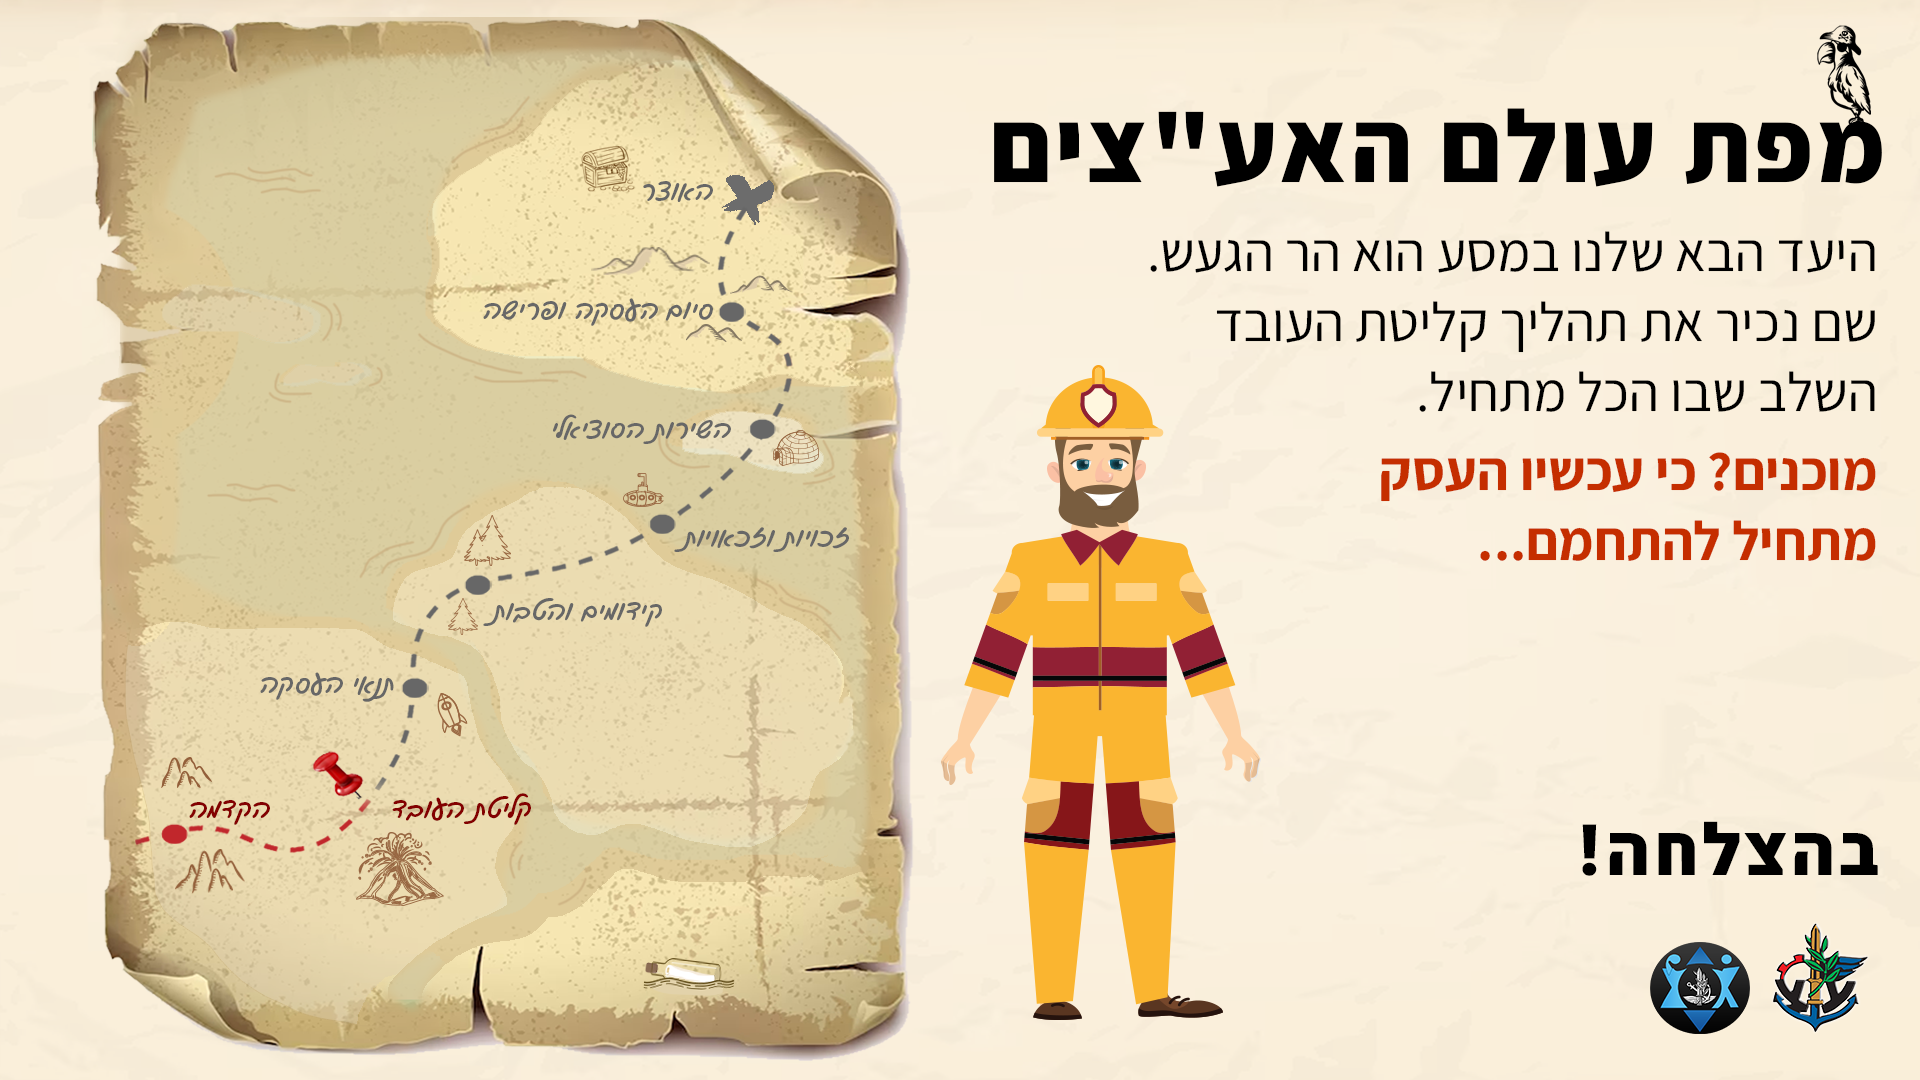 מפת עולם האע"צים
היעד הבא שלנו במסע הוא הר הגעש.
שם נכיר את תהליך קליטת העובד
השלב שבו הכל מתחיל.
מוכנים? כי עכשיו העסק
מתחיל להתחמם...
בהצלחה!
האוצר
סיום העסקה ופרישה
השירות הסוציאלי
זכויות וזכאויות
קידומים והטבות
תנאי העסקה
קליטת העובד
הקדמה